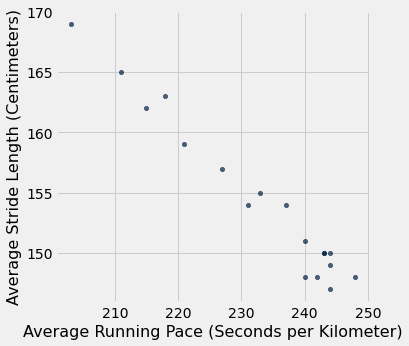 170
165
160
155
150
Average Stride Length (Centimeters)
210 220 230 240 250
Average Running Pace (Seconds per Kilometer)